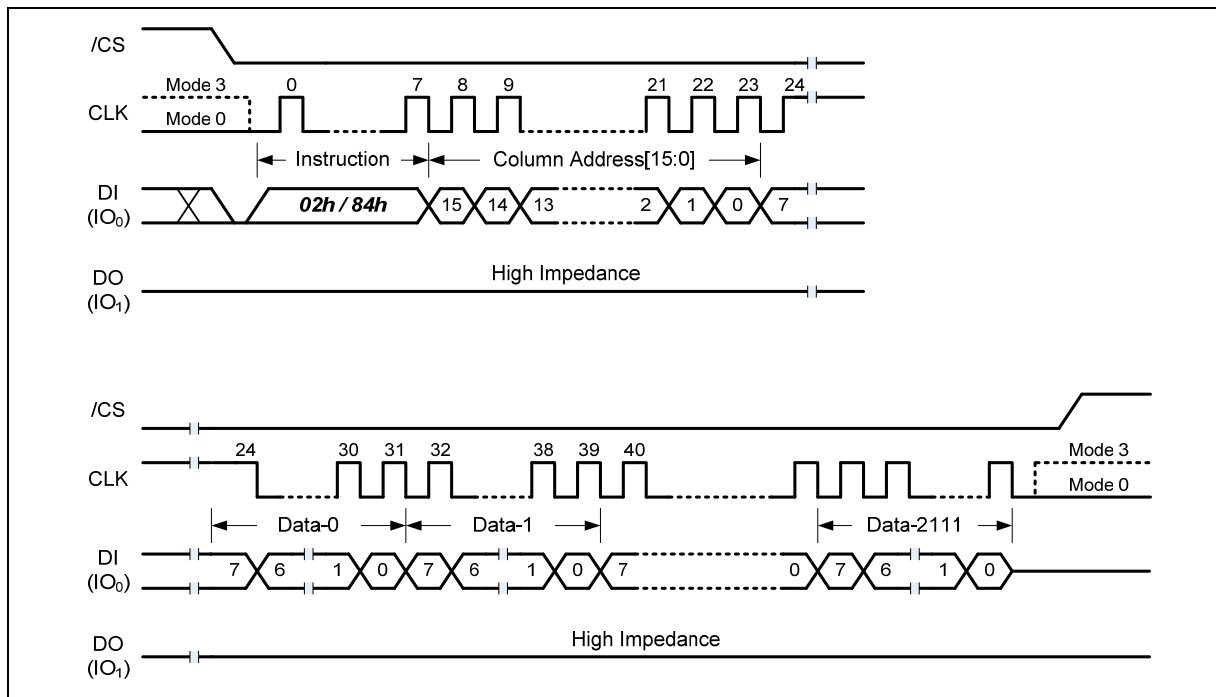 /CS
Mode 3 0 7 8 9 21 22 23 24
CLK
Mode 0
Instruction Column Address[15:0]
DI
(IO0)
02h / 84h 15 14 13 2 1 0 7
High Impedance
DO
(IO1)
/CS
24 30 31 32 38 39 40 Mode 3
CLK
Mode 0
Data-0 Data-1 Data-2111
DI
(IO0)
7 6 1 0 7 6 1 0 7 0 7 6 1 0
High Impedance
DO
(IO1)